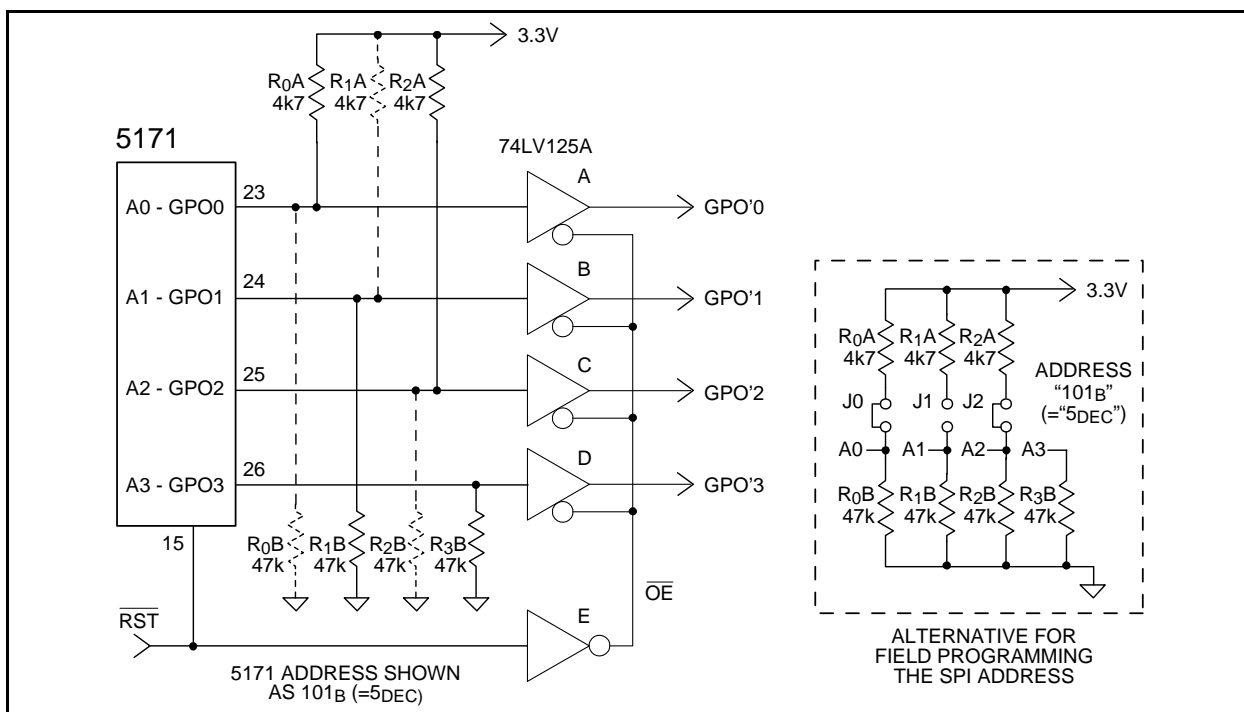 3.3V
R0A
4k7
R1A
4k7
R2A
4k7
5171
74LV125A
A
A0 - GPO0
23
GPO'0
B
A1 - GPO1
24
GPO'1
C
A2 - GPO2
25
GPO'2
D
A3 - GPO3
26
GPO'3
15
R0B
47k
R1B
47k
R2B
47k
R3B
47k
OE
RST
E
5171 ADDRESS SHOWN
AS 101B (=5DEC)
3.3V
R0A
4k7
R1A
4k7
R2A
4k7
ADDRESS
“101B”
(=“5DEC”)
J0
J1
J2
A0
A1
A2
A3
R0B
47k
R1B
47k
R2B
47k
R3B
47k
ALTERNATIVE FOR
FIELD PROGRAMMING
THE SPI ADDRESS